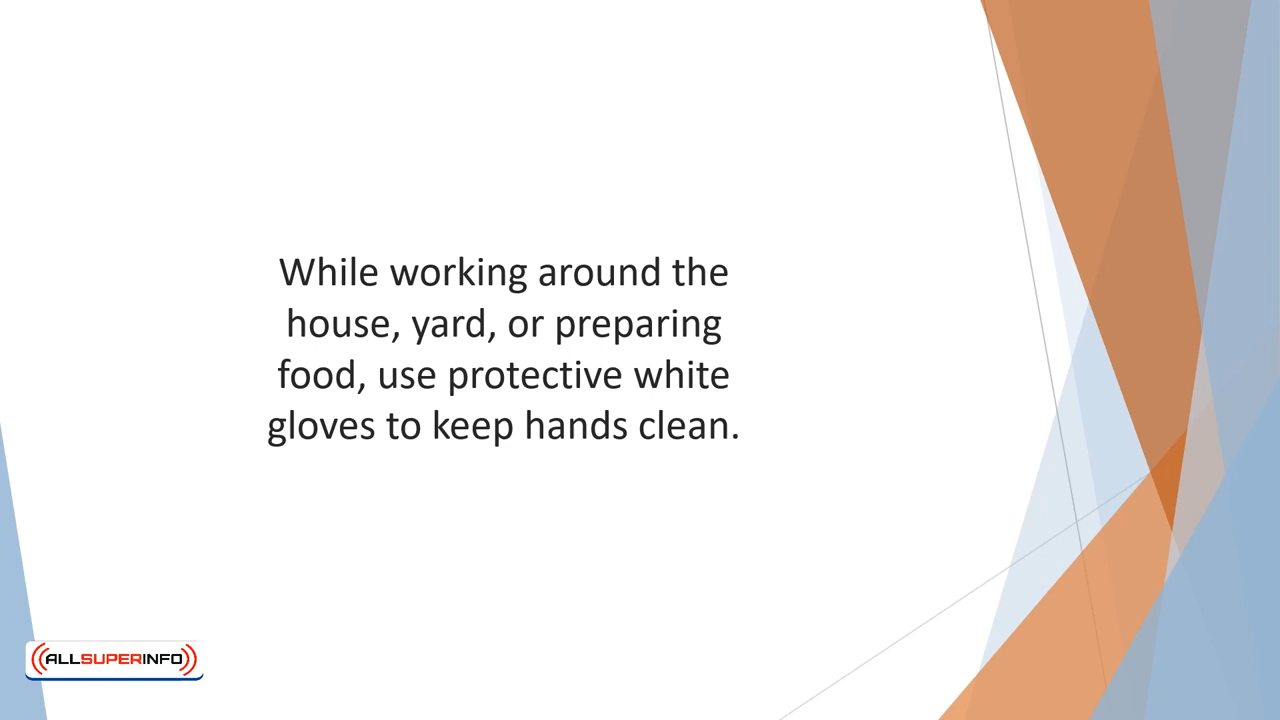 While working around the
house, yard, or preparing
food, use protective white
gloves to keep hands clean.
ALLSUPERINFO